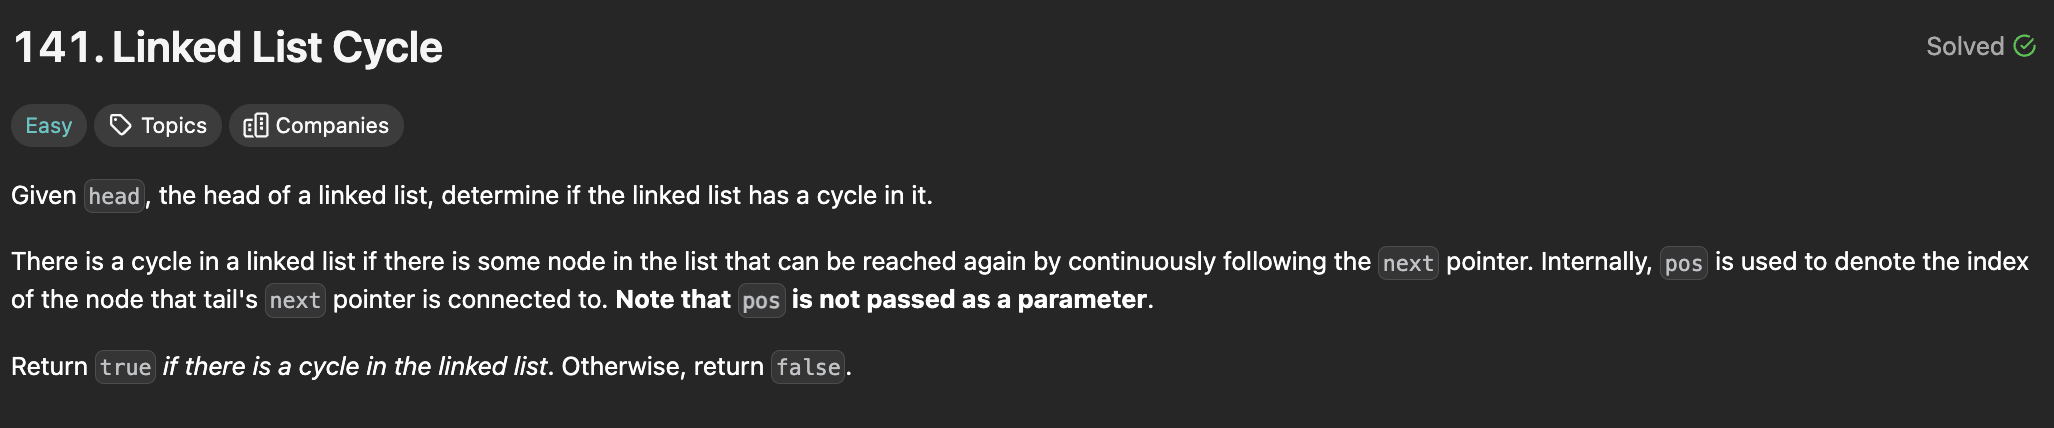 141. Linked List Cycle
Solved
Easy
Topics
Companies
Given head, the head of a linked list, determine if the linked list has a cycle in it.
There is a cycle in a linked list if there is some node in the list that can be reached again by continuously following the next pointer. Internally, pos is used to denote the index
of the node that tail's next pointer is connected to. Note that pos is not passed as a parameter.
Return true if there is a cycle in the linked list. Otherwise, return false.